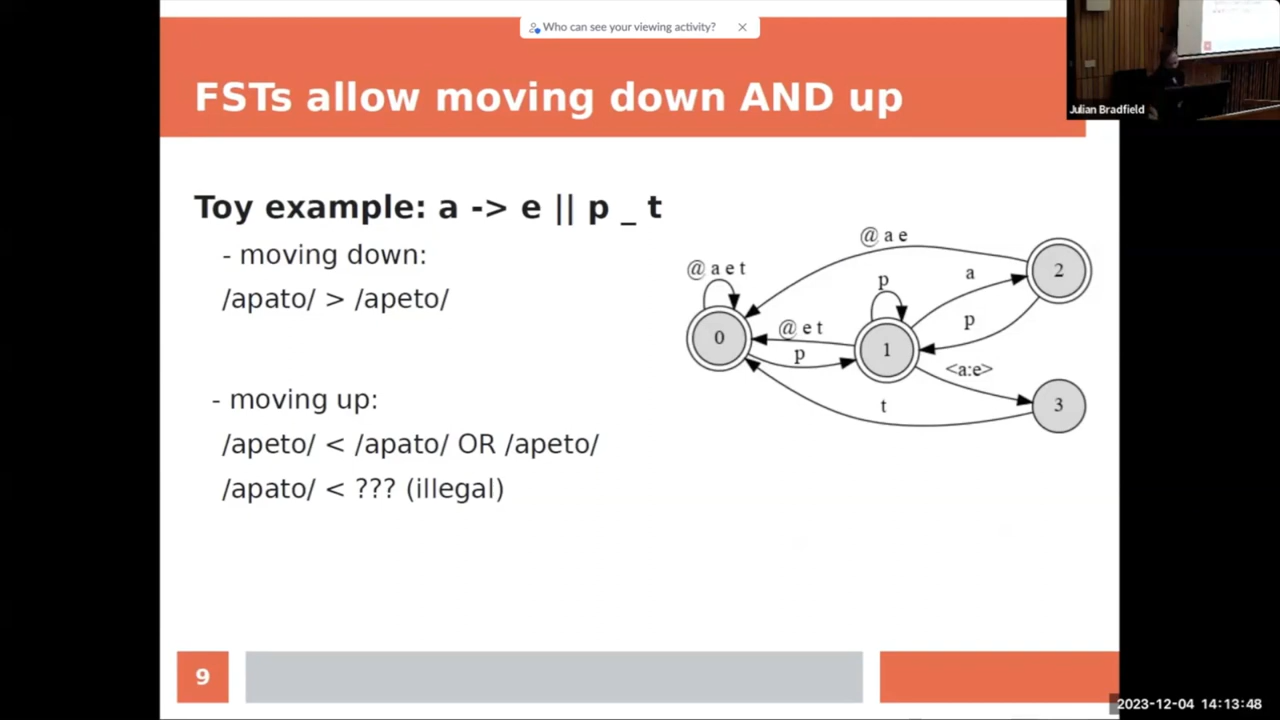 Who can see your viewing activity?
Julian Bradfield
FSTs allow moving down AND up
Toy example: a -> e || p _ t
- moving down:
/apato/ > /apeto/
- moving up:
/apeto/ < /apato/ OR /apeto/
/apato/ < ??? (illegal)
@ a e
@ a e t
p
a
2
@ e t
p
0
1
p
<a:e>
t
3
9
2023-12-04 14:13:48